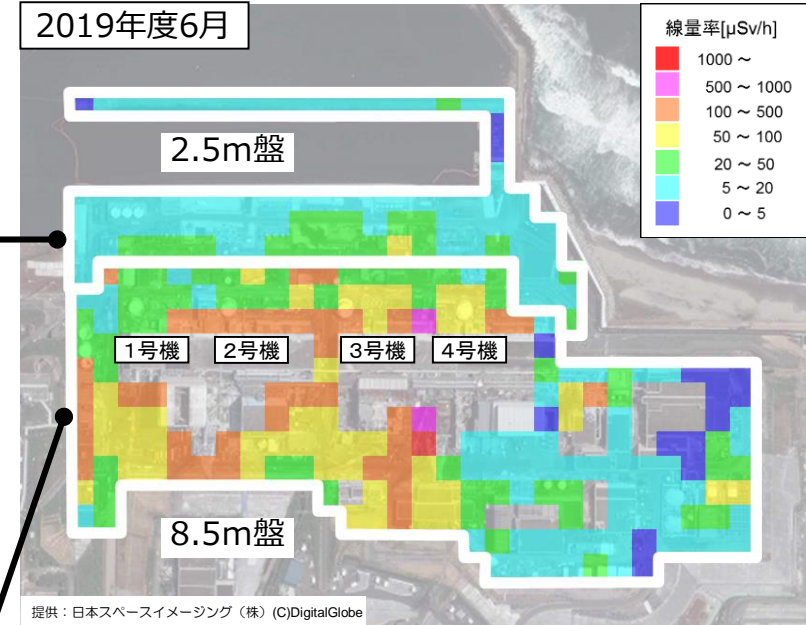 2019年度6月
線量率[μSv/h]
1000 ～
500 ～ 1000
100 ～ 500
50 ～ 100
20 ～ 50
5 ～ 20
0 ～ 5
2.5m盤
1号機
2号機
3号機
4号機
8.5m盤
提供：日本スペースイメージング（株）(C)DigitalGlobe